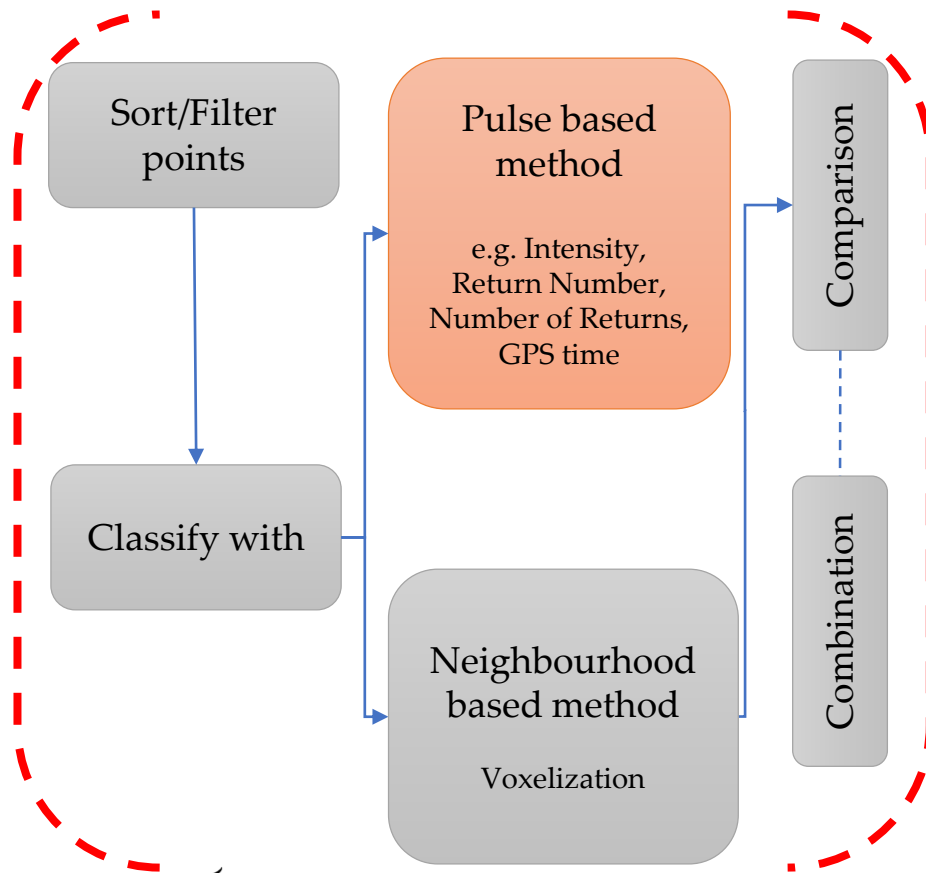 Sort/Filter
points
Pulse based
method
e.g. Intensity,
Return Number,
Number of Returns,
GPS time
Comparison
Classify with
Neighbourhood
based method
Voxelization
Combination